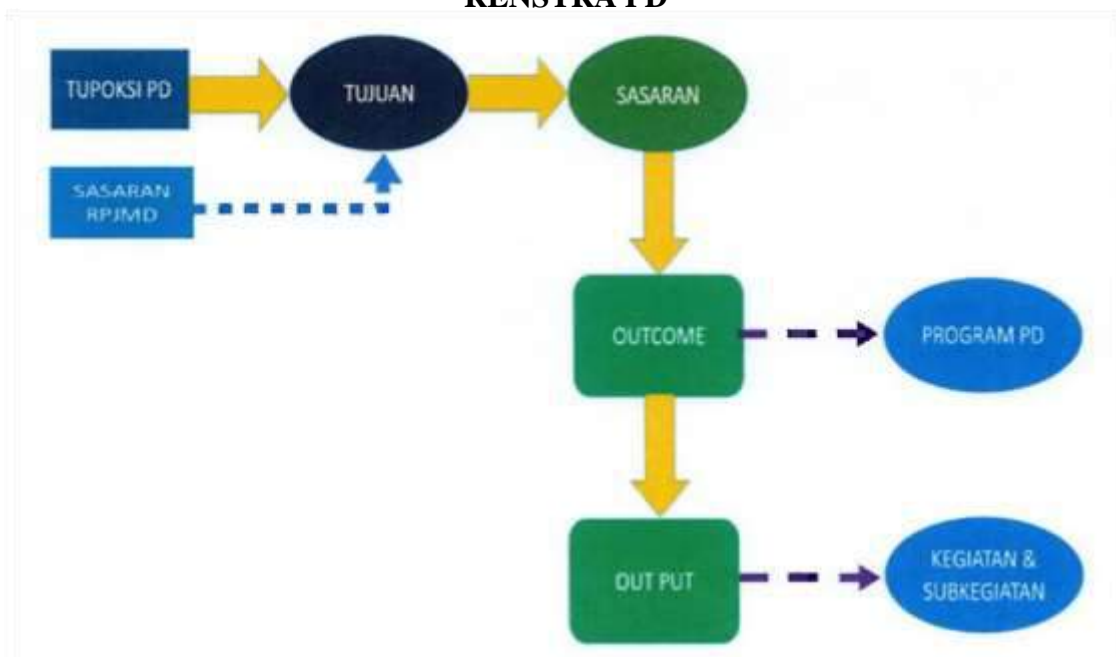 RENSTRA PD
TUPOKSI PD
TUJUAN
SASARAN
SASARAN
RPJMD
OUTCOME
PROGRAM PD
OUT PUT
KEGIATAN &
SUBKEGIATAN